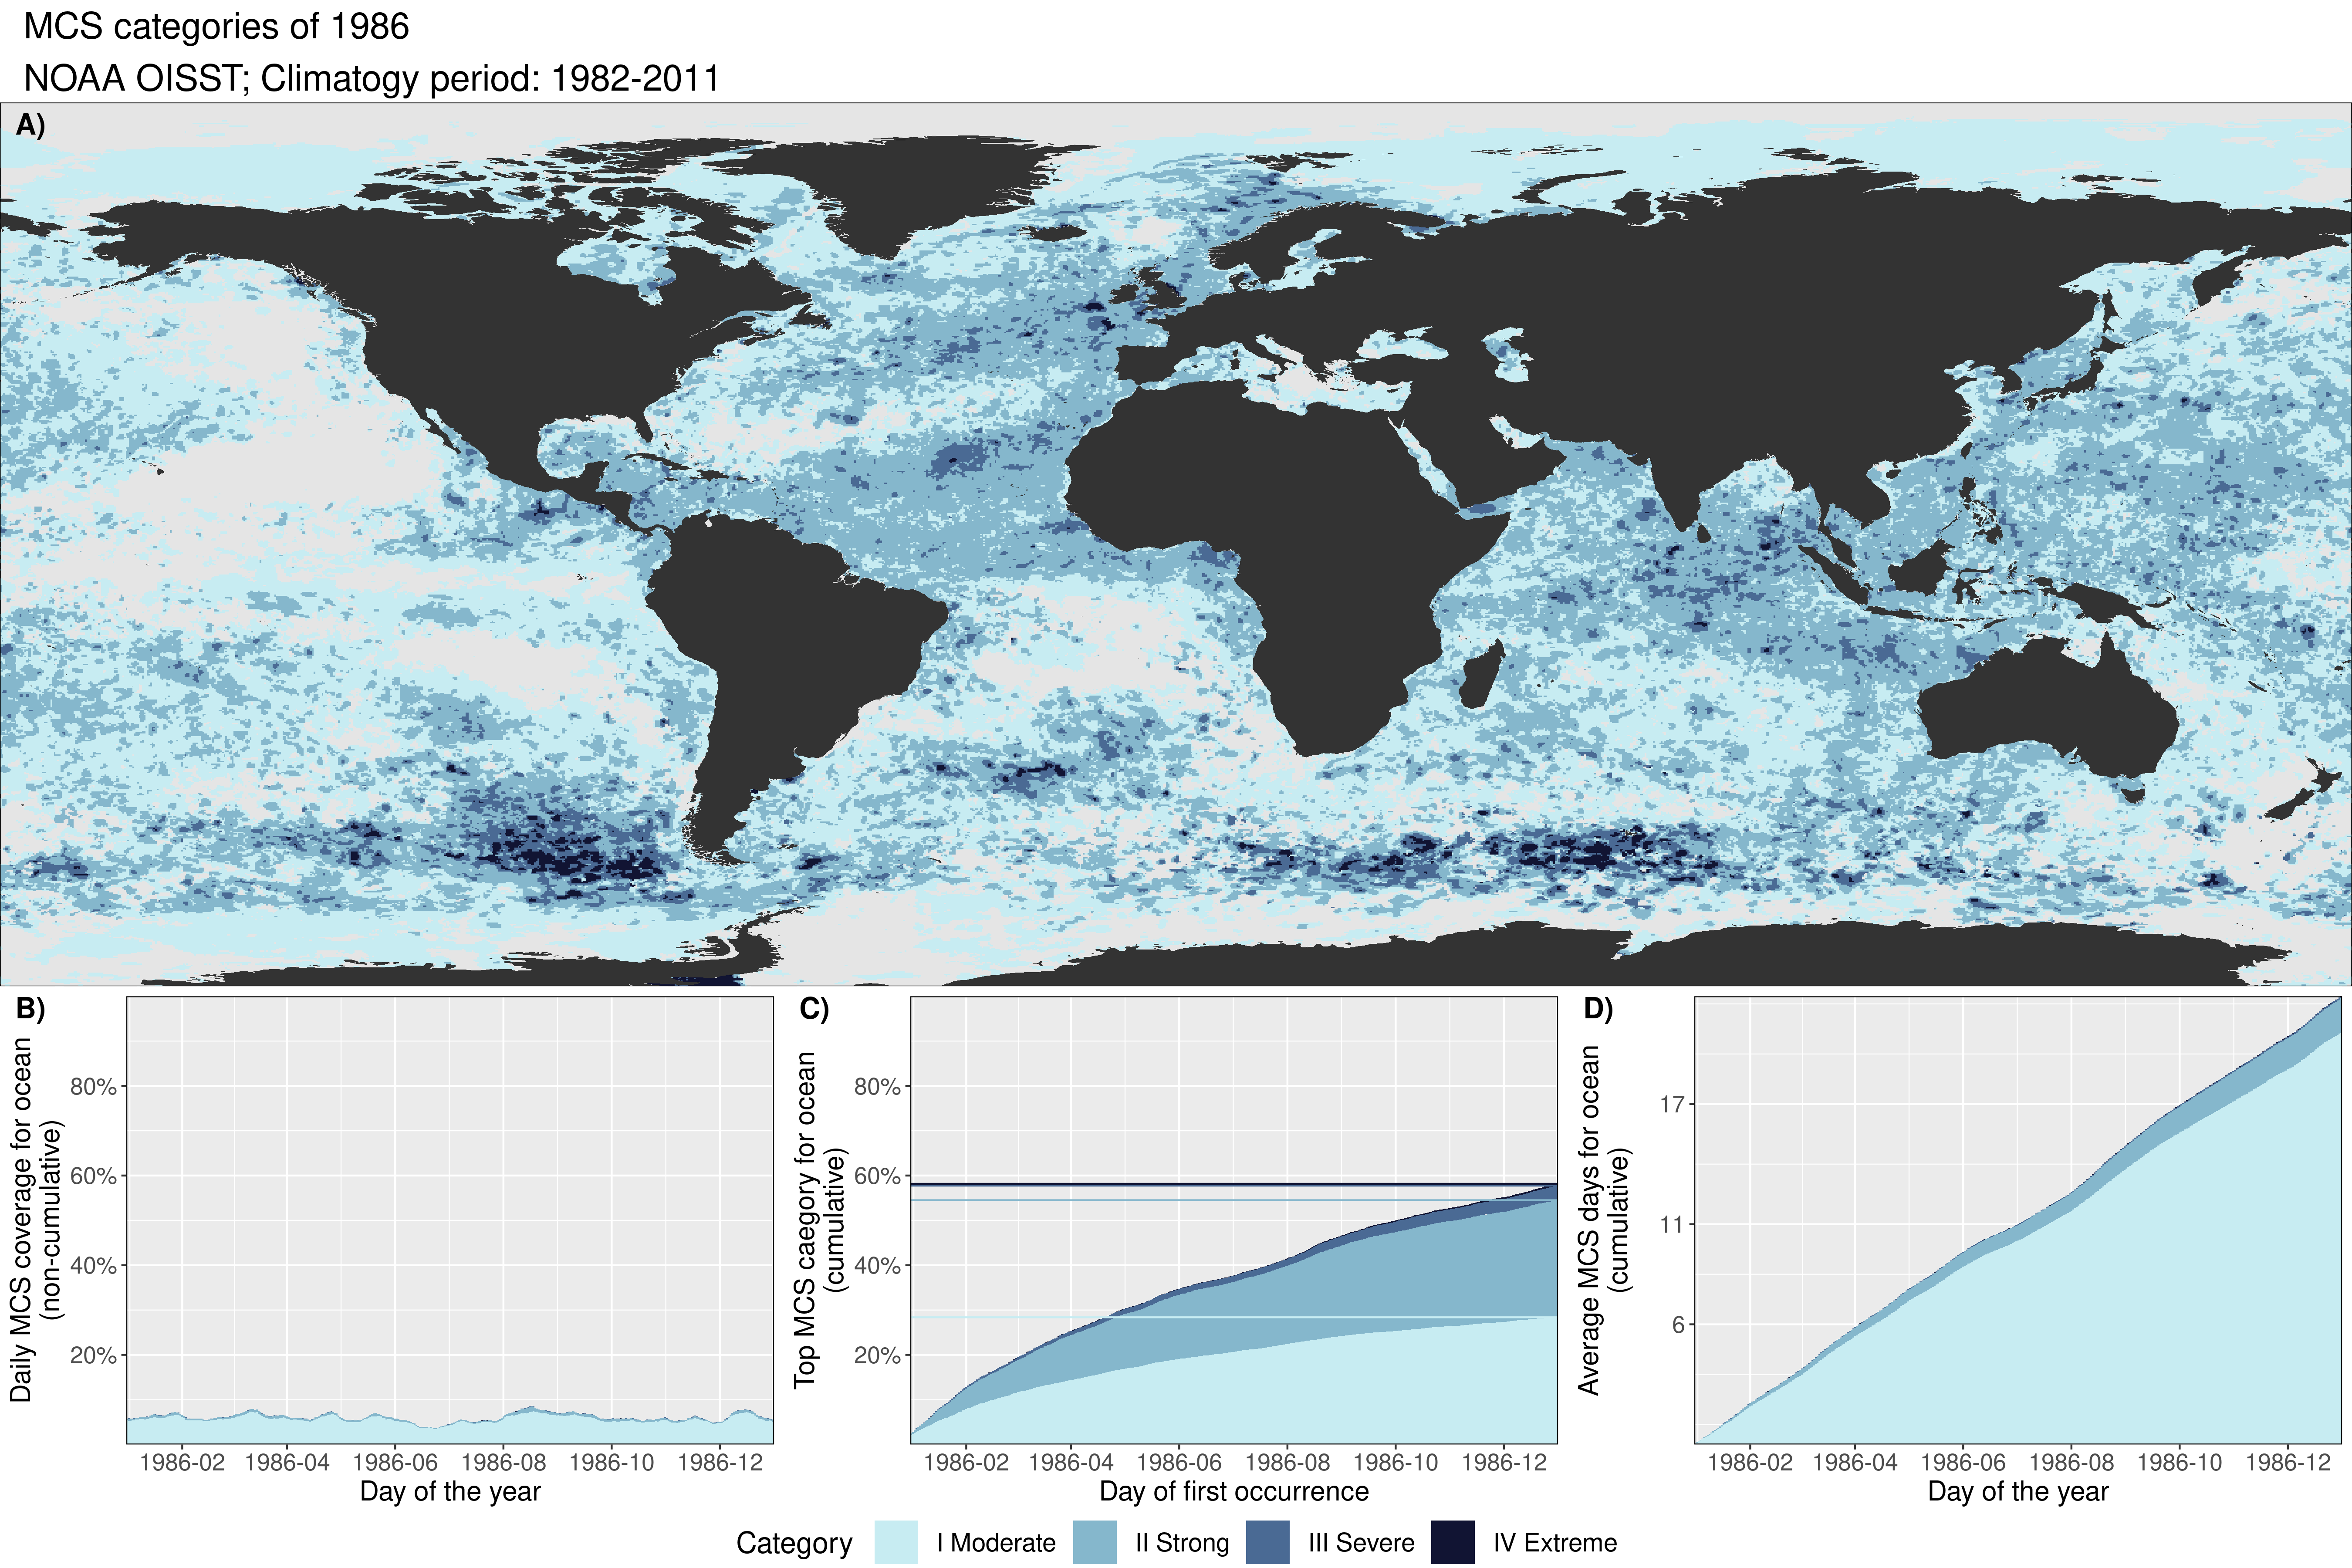 MCS categories of 1986
NOAA OISST; Climatogy period: 1982-2011
A)
B)
Daily MCS coverage for ocean
(non-cumulative)
80%
60%
40%
20%
1986-02 1986-04 1986-06 1986-08 1986-10 1986-12
Day of the year
C)
Top MCS caegory for ocean
(cumulative)
80%
60%
40%
20%
1986-02 1986-04 1986-06 1986-08 1986-10 1986-12
Day of first occurrence
D)
Average MCS days for ocean
(cumulative)
17
11
6
1986-02 1986-04 1986-06 1986-08 1986-10 1986-12
Day of the year
Category I Moderate II Strong III Severe IV Extreme